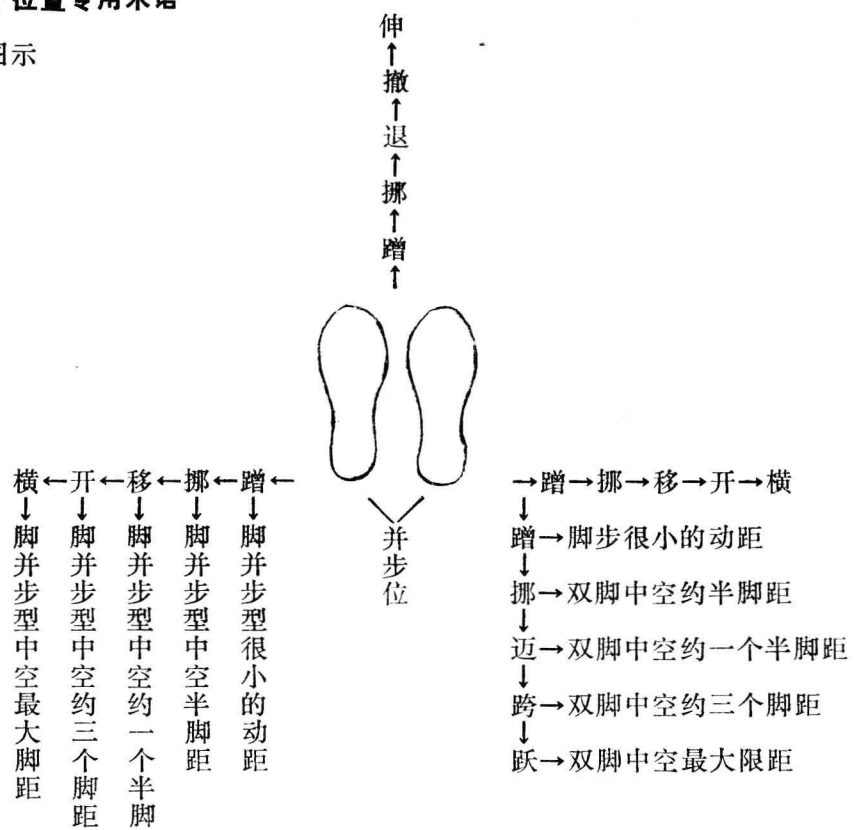 位置专用术语
图示
伸
↑
撤
↑
退
↑
挪
↑
蹭
↑
横←开←移←挪←蹭←
↓ ↓ ↓ ↓ ↓
脚并步型中空最大脚距
脚并步型中空约三个脚距
脚并步型中空约一个半脚
脚并步型中空半脚距
脚并步型很小的动距
并步位
→蹭→挪→移→开→横
↓
蹭→脚步很小的动距
↓
挪→双脚中空约半脚距
↓
迈→双脚中空约一个半脚距
↓
跨→双脚中空约三个脚距
↓
跃→双脚中空最大限距